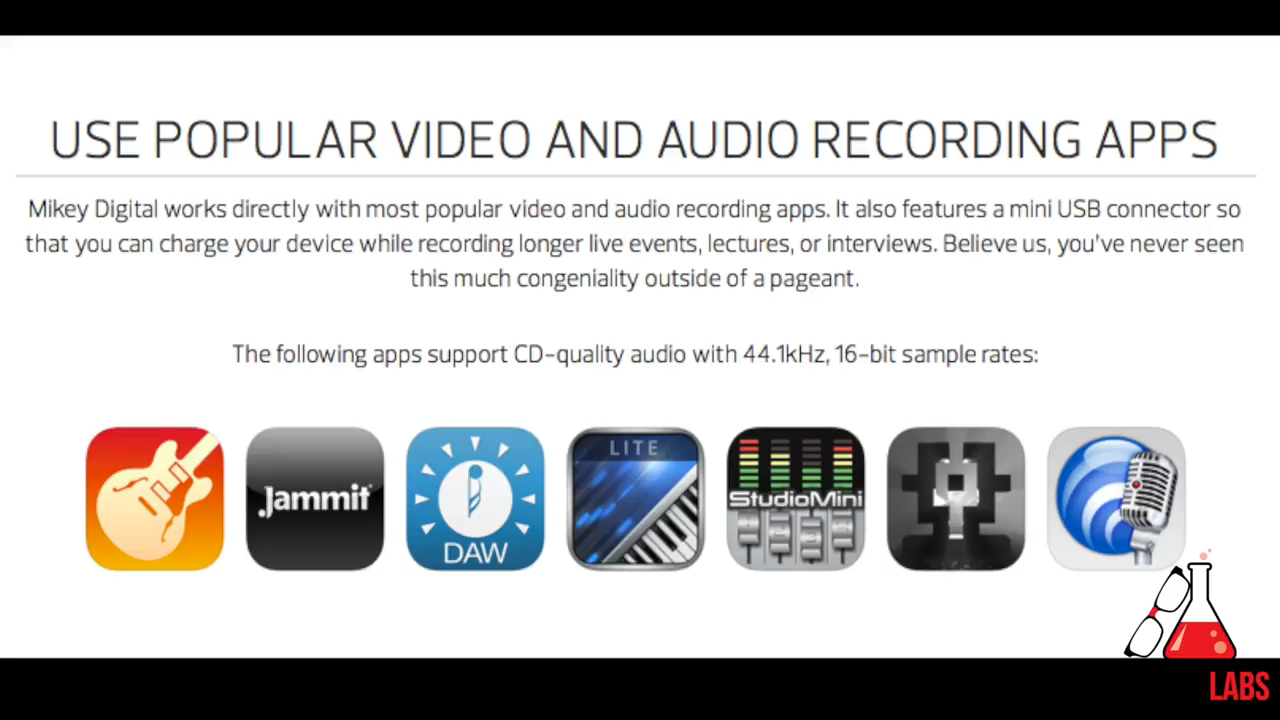 USE POPULAR VIDEO AND AUDIO RECORDING APPS
Mikey Digital works directly with most popular video and audio recording apps. It also features a mini USB connector so
that you can charge your device while recording longer live events, lectures, or interviews. Believe us, you've never seen
this much congeniality outside of a pageant.
The following apps support CD-quality audio with 44.1kHz, 16-bit sample rates:
Jammit
DAW
LITE
StudioMini
LABS